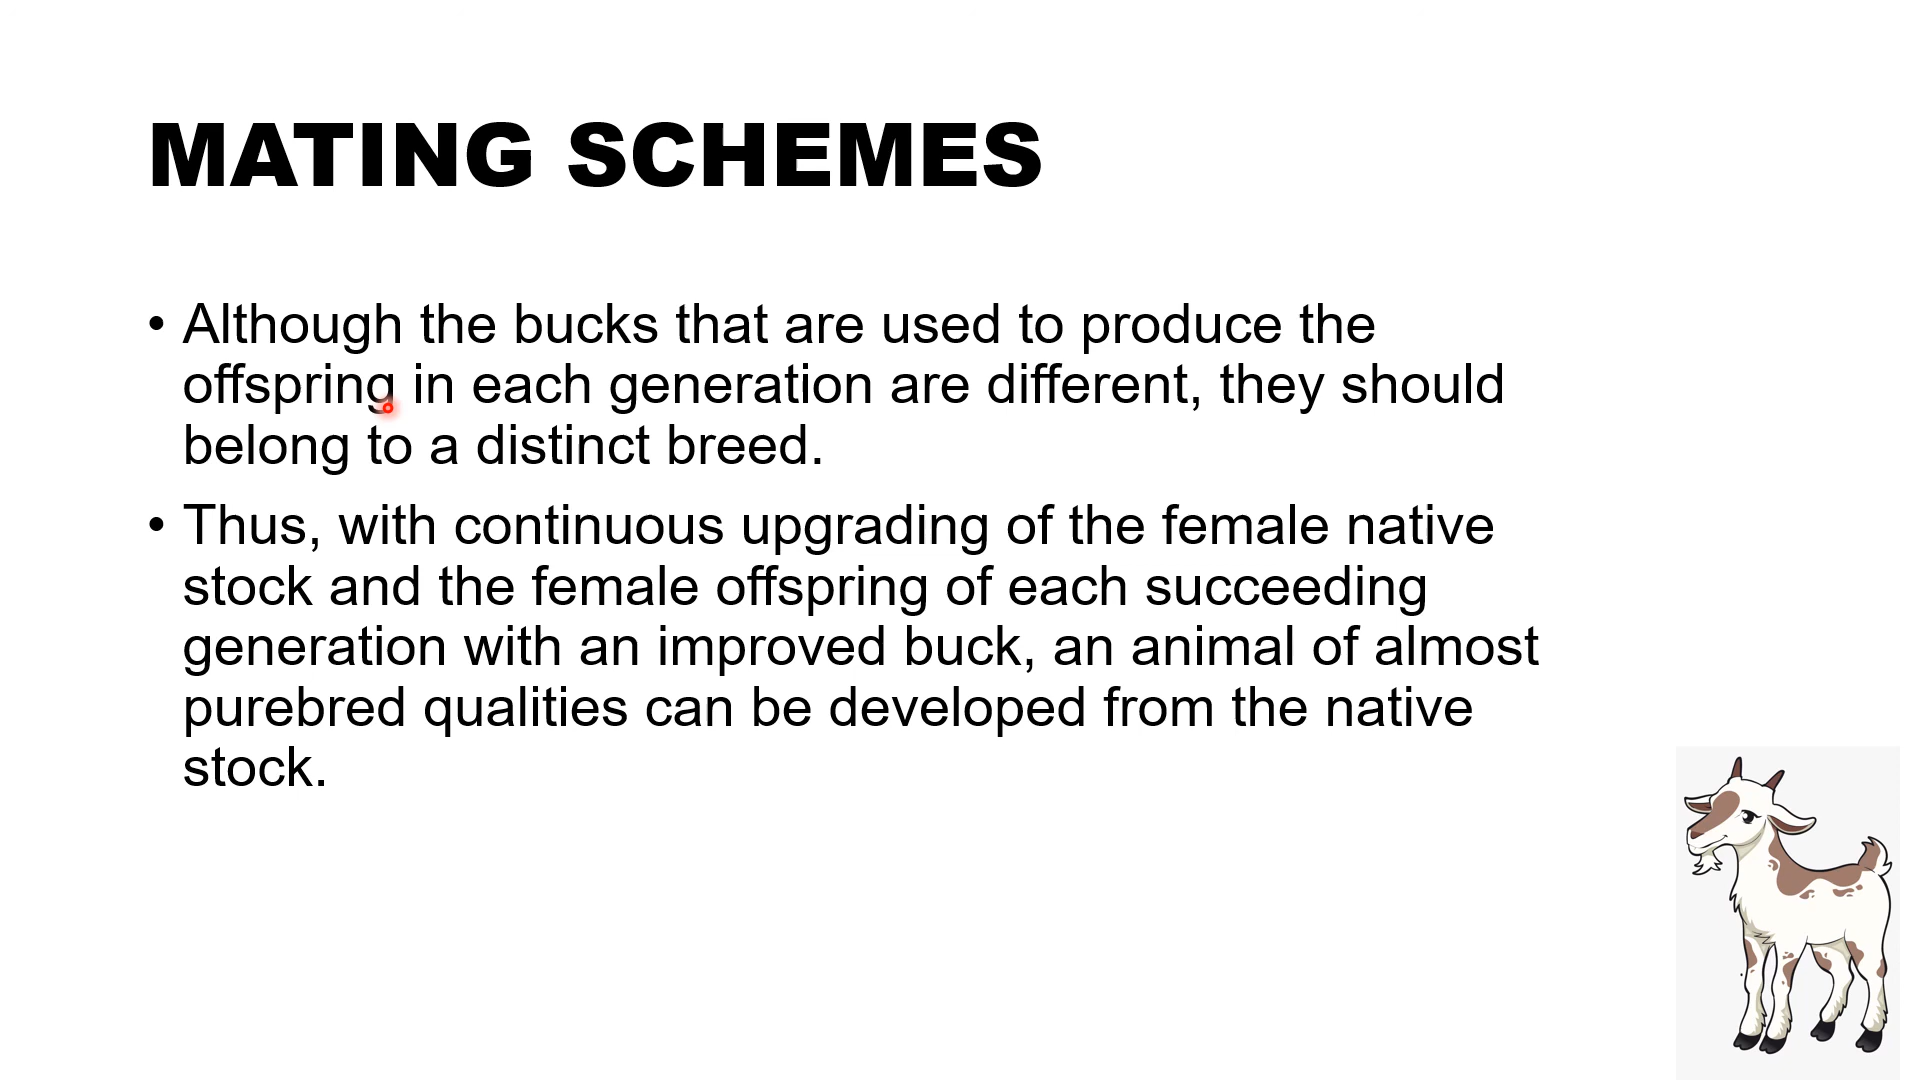 MATING SCHEMES
• Although the bucks that are used to produce the
offspring in each generation are different, they should
belong to a distinct breed.
• Thus, with continuous upgrading of the female native
stock and the female offspring of each succeeding
generation with an improved buck, an animal of almost
purebred qualities can be developed from the native
stock.